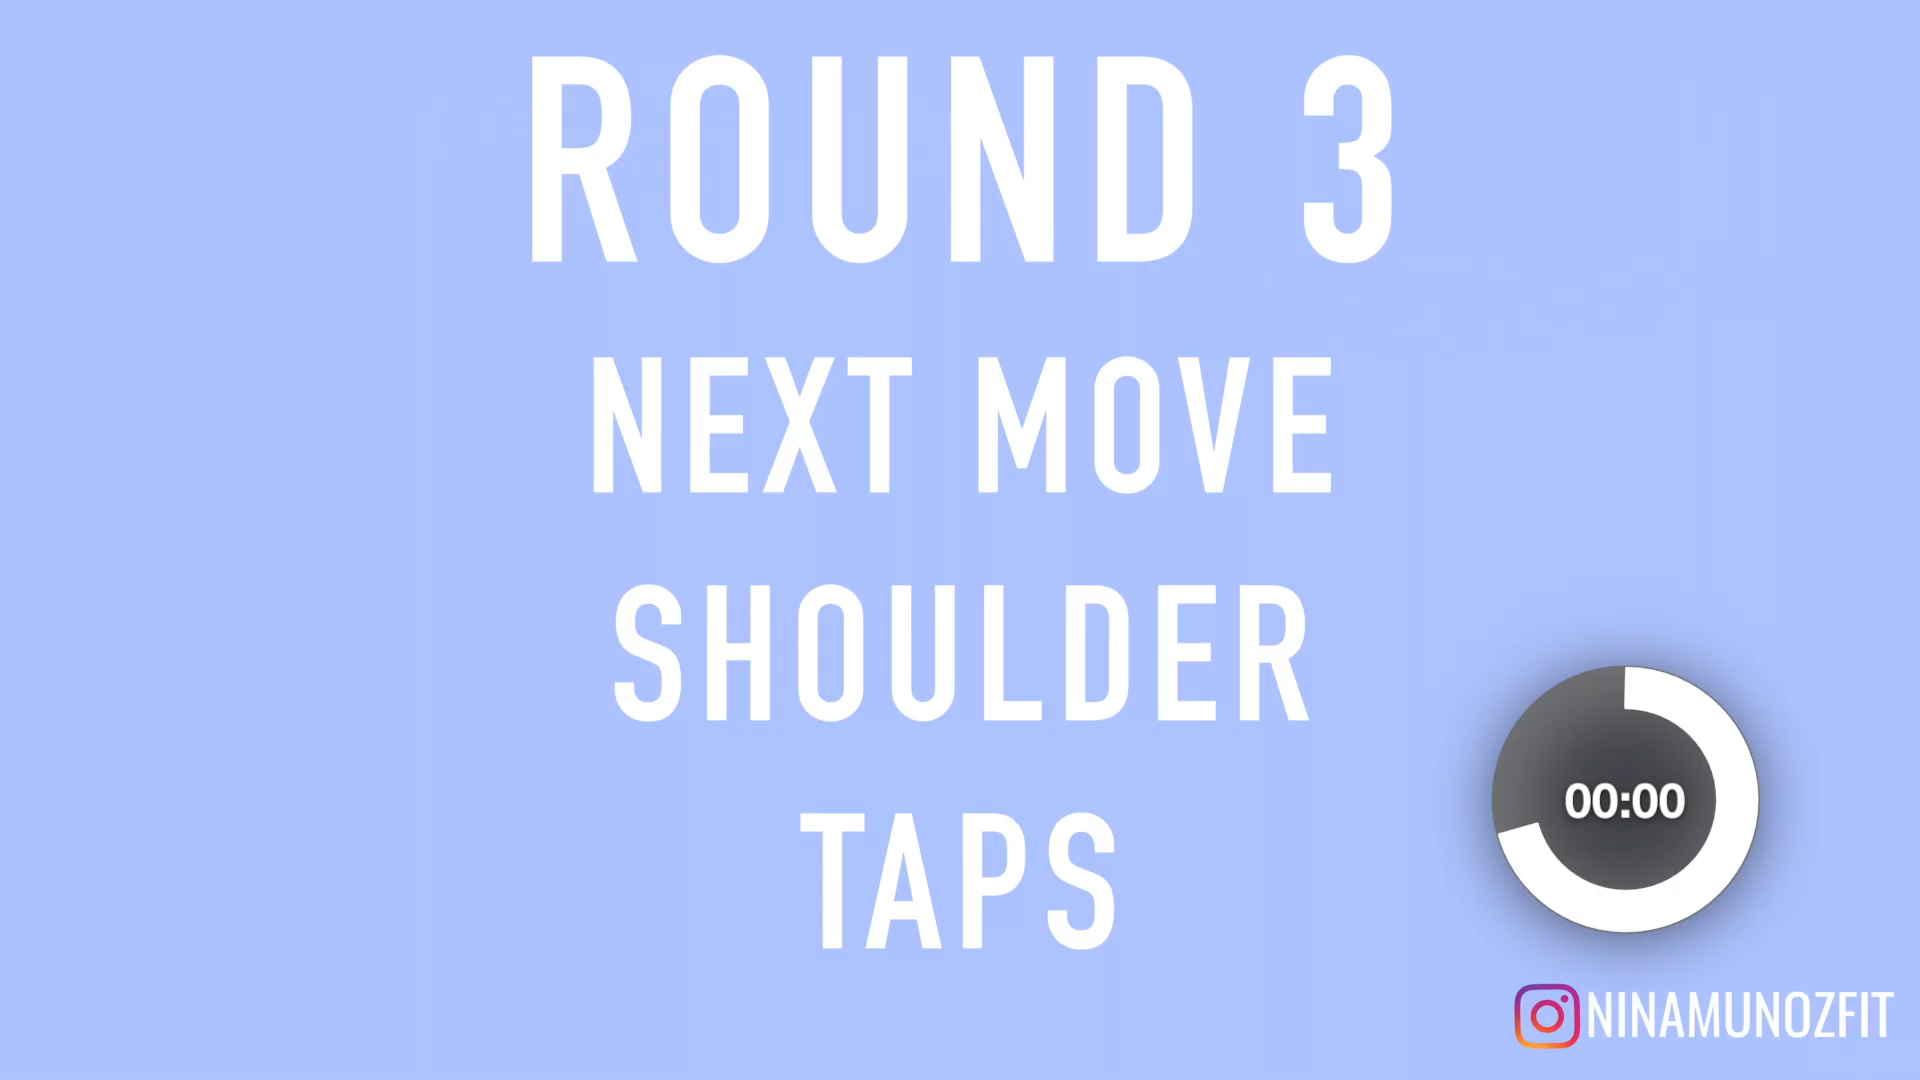 ROUND 3
NEXT MOVE
SHOULDER
TAPS
00:00
NINAMUNOZFIT